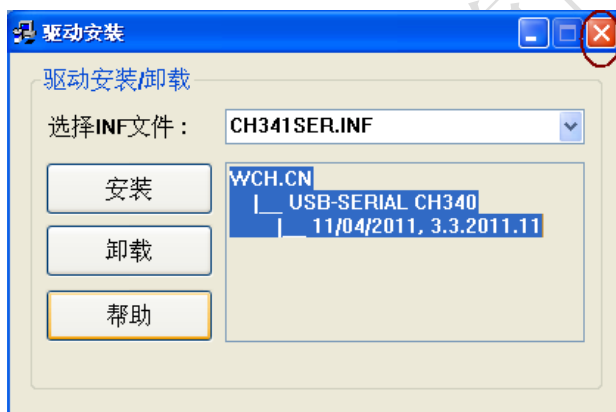 驱动安装
驱动安装/卸载
选择INF文件：
CH341SER.INF
安装
卸载
帮助
WCH.CN
|__ USB-SERIAL CH340
|__ 11/04/2011, 3.3.2011.11